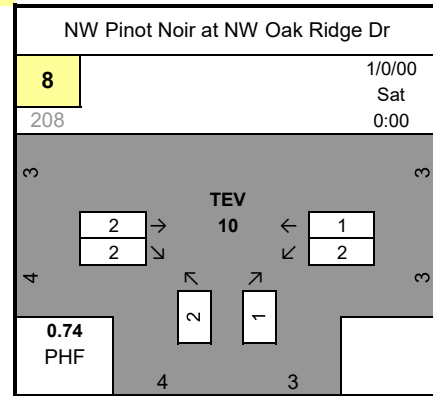 NW Pinot Noir at NW Oak Ridge Dr
8
1/0/00
Sat
208
0:00
3
3
TEV
2 → 10 ← 1
2 ↘ ↙ 2
↖ ↗
4
3
2
1
0.74
PHF
4
3